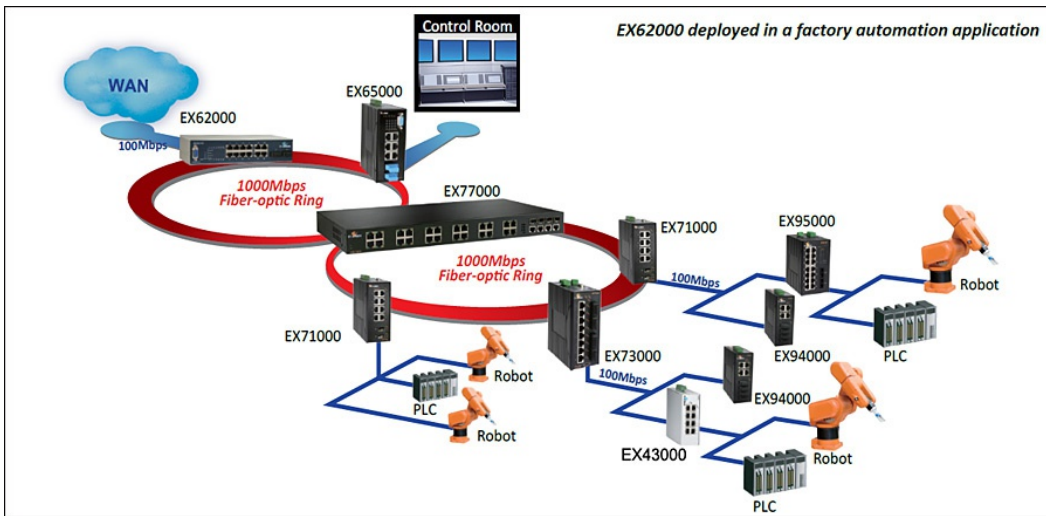 Control Room
EX62000 deployed in a factory automation application
WAN
EX65000
EX62000
100Mbps
1000Mbps
Fiber-optic Ring
EX77000
EX71000
EX95000
1000Mbps
Fiber-optic Ring
100Mbps
Robot
EX71000
EX73000
EX94000
PLC
100Mbps
Robot
PLC
EX94000
Robot
EX43000
Robot
PLC